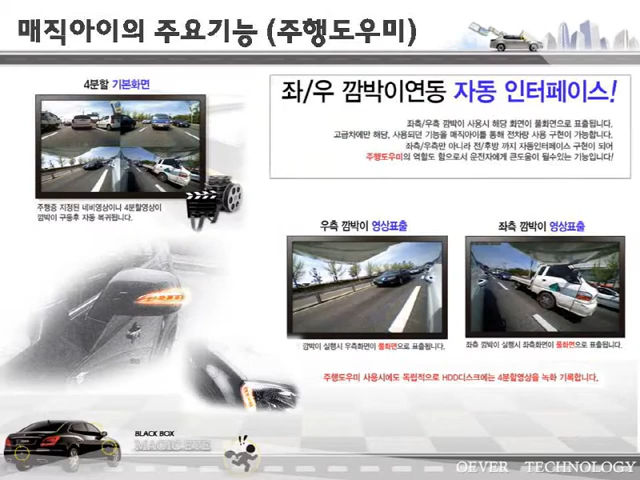 매직아이의 주요기능 (주행도우미)
4분할 기본화면
좌/우 깜박이연동 자동 인터페이스!
좌측/우측 깜박이 사용시 해당 화면이 풀화면으로 표출됩니다.
고급차에만 해당, 사용되던 기능을 매직아이를 통해 전차량 사용 구현이 가능합니다.
좌측/우측만 아니라 전/후방 까지 자동인터페이스 구현이 되어
주행도우미의 역할도 함으로서 운전자에게 큰도움이 될수있는 기능입니다!
주행중 지정된 네비영상이나 4분할영상이
깜박이 구동후 자동 복귀됩니다.
우측 깜박이 영상표출
좌측 깜박이 영상표출
깜박이 실행시 우측화면이 풀화면으로 표출됩니다.
좌측 깜박이 실행시 좌측화면이 풀화면으로 표출됩니다.
주행도우미 사용시에도 독립적으로 HDD디스크에는 4분할영상을 녹화 기록합니다.
BLACK BOX
MAGIC EYE
OEVER TECHNOLOGY